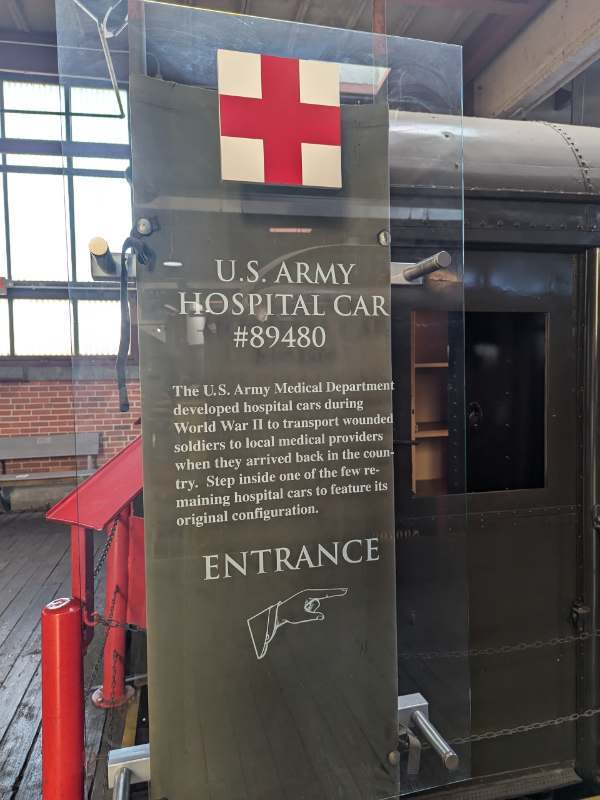 U.S. ARMY
HOSPITAL CAR
#89480
The U.S. Army Medical Department
developed hospital cars during
World War II to transport wounded
soldiers to local medical providers
when they arrived back in the coun-
try. Step inside one of the few re-
maining hospital cars to feature its
original configuration.
ENTRANCE